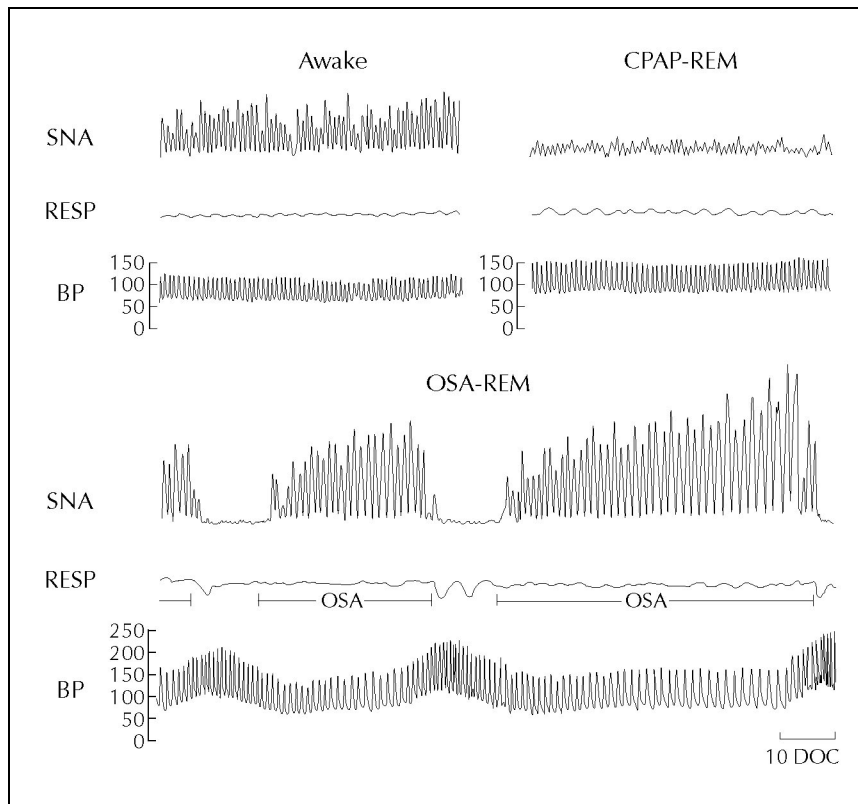 Awake CPAP-REM
SNA
RESP
150 150
BP 100 100
50 50
0 0
OSA-REM
SNA
RESP
OSA OSA
250
200
BP 150
100
50
0
10 DOC